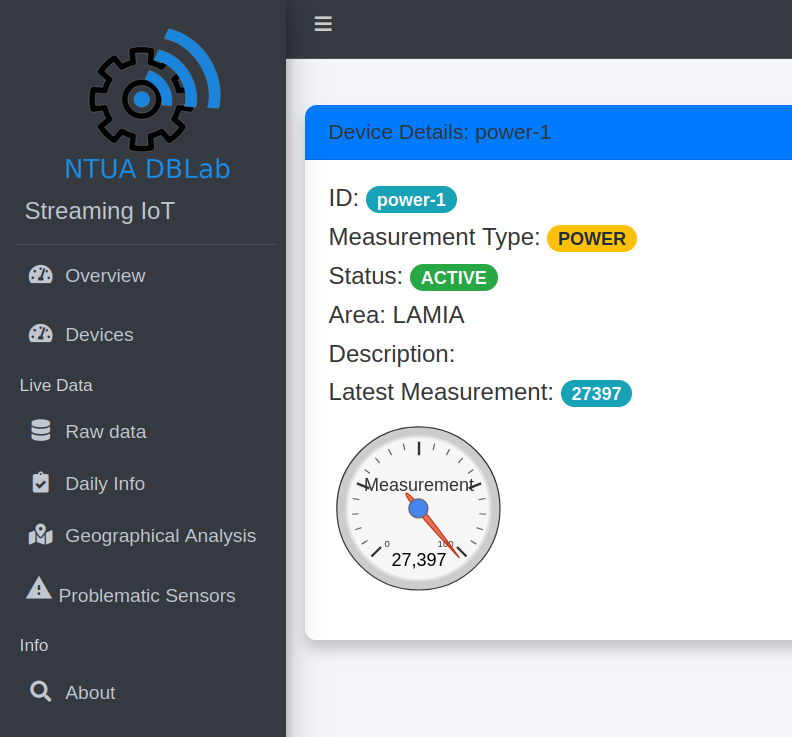 NTUA DBLab
Streaming IoT
Overview
Devices
Live Data
Raw data
Daily Info
Geographical Analysis
Problematic Sensors
Info
About
Device Details: power-1
ID: power-1
Measurement Type: POWER
Status: ACTIVE
Area: LAMIA
Description:
Latest Measurement: 27397
Measurement
0 100
27,397